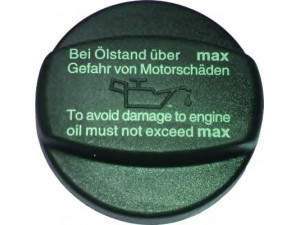 Bei Ölstand über max
Gefahr von Motorschäden
To avoid damage to engine
oil must not exceed max